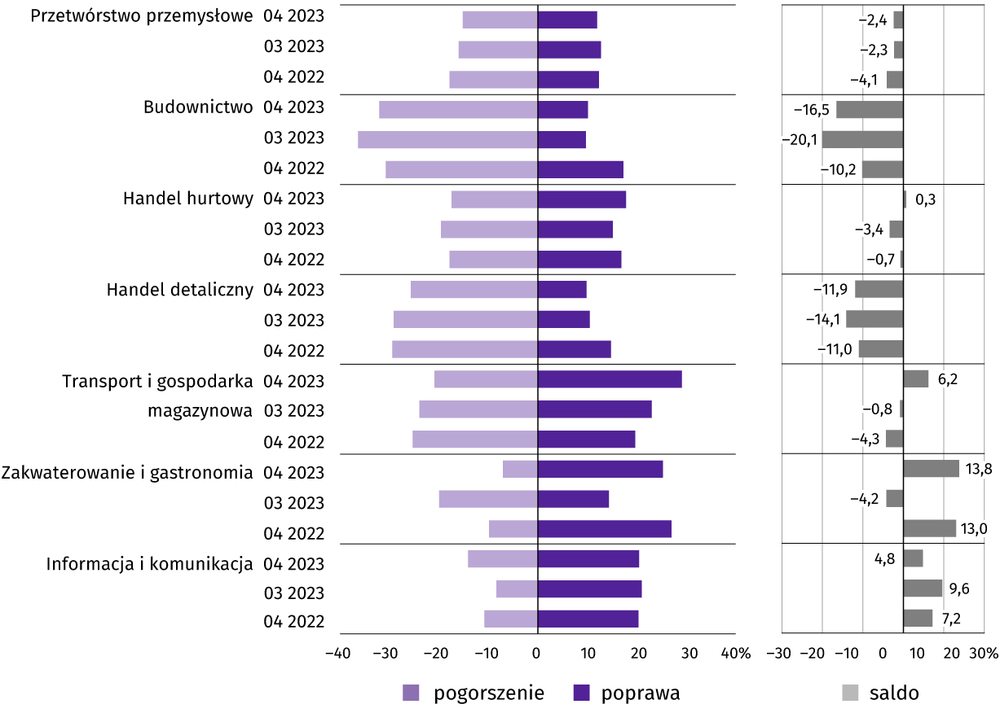 Przetwórstwo przemysłowe 04 2023 −2,4
03 2023 −2,3
04 2022 −4,1
Budownictwo 04 2023 −16,5
03 2023 −20,1
04 2022 −10,2
Handel hurtowy 04 2023 0,3
03 2023 −3,4
04 2022 −0,7
Handel detaliczny 04 2023 −11,9
03 2023 −14,1
04 2022 −11,0
Transport i gospodarka 04 2023 6,2
magazynowa 03 2023 −0,8
04 2022 −4,3
Zakwaterowanie i gastronomia 04 2023 13,8
03 2023 −4,2
04 2022 13,0
Informacja i komunikacja 04 2023 4,8
03 2023 9,6
04 2022 7,2
−40 −30 −20 −10 0 10 20 30 40% −30 −20 −10 0 10 20 30%
pogorszenie poprawa saldo